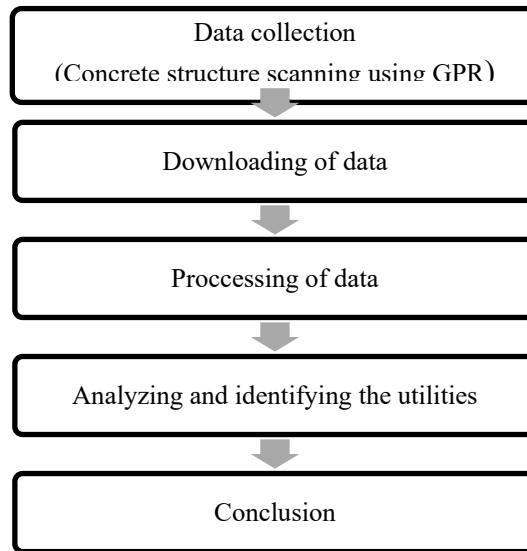 Data collection
(Concrete structure scanning using GPR)
Downloading of data
Proccessing of data
Analyzing and identifying the utilities
Conclusion